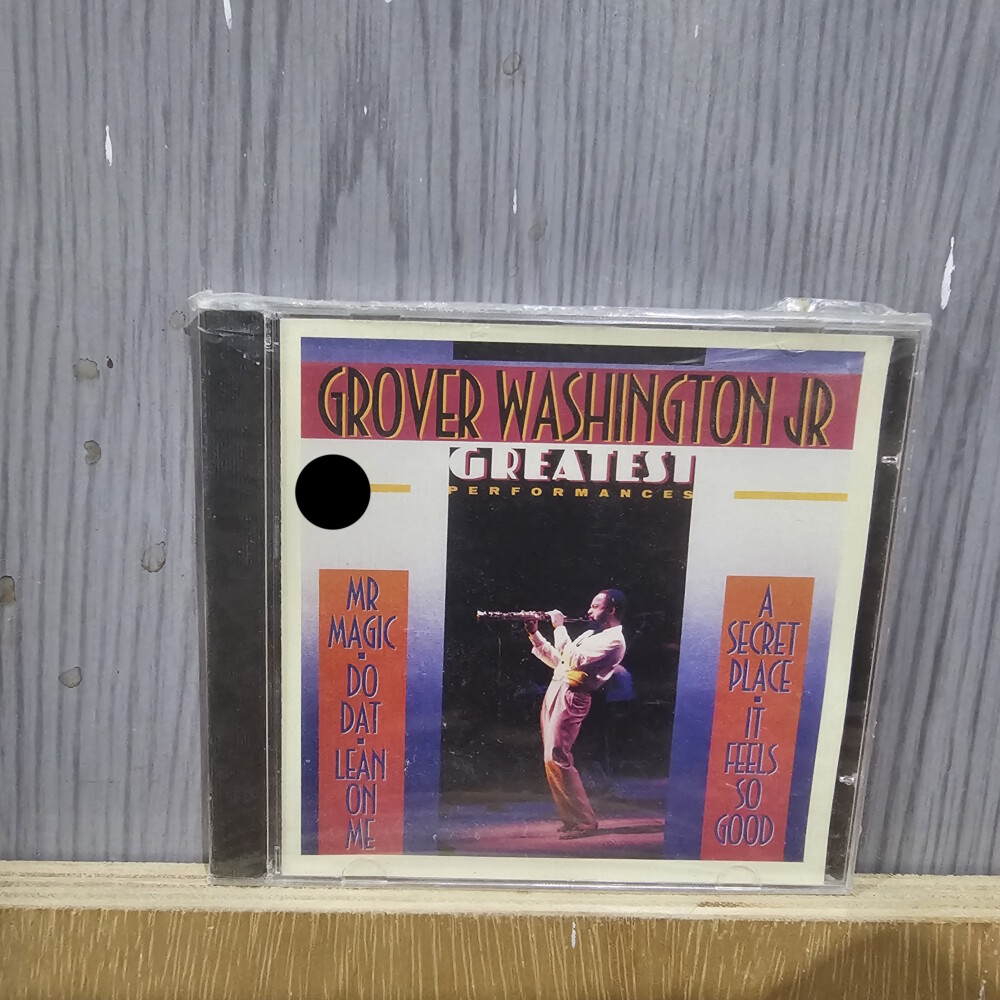 GROVER WASHINGTON JR
GREATEST
PERFORMANCES
MR
MAGIC
DO
DAT
LEAN
ON
ME
A
SECRET
PLACE
IT
FEELS
SO
GOOD